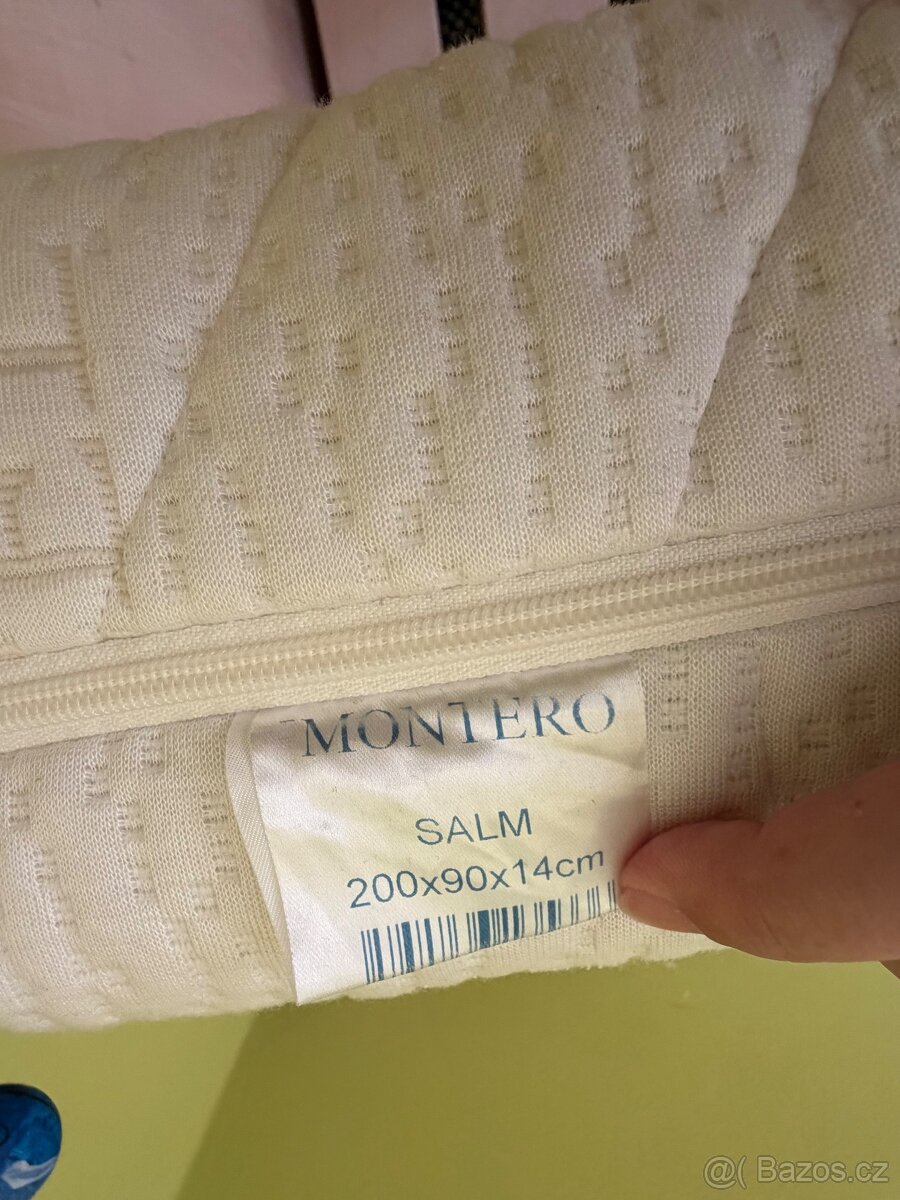 MONTERO
SALM
200x90x14cm
@( Bazos.cz